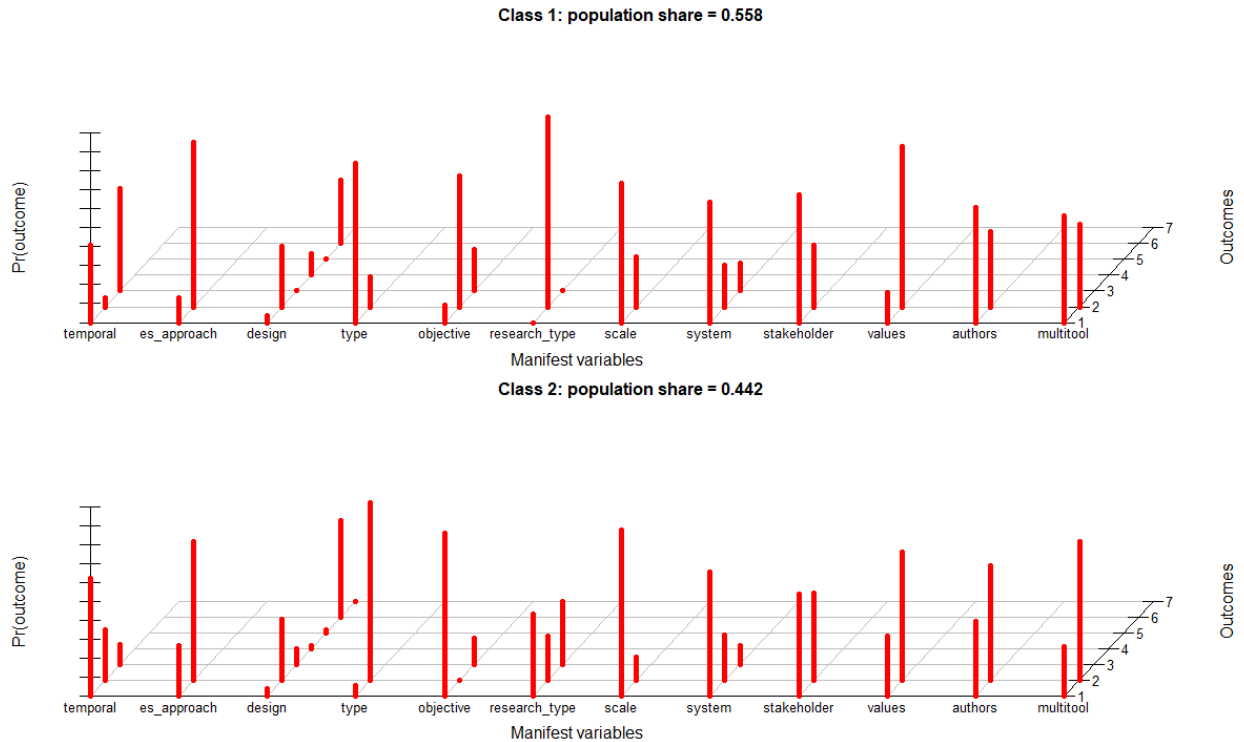 Class 1: population share = 0.558
Pr(outcome)
Outcomes
7
6
5
4
3
2
1
temporal es_approach design type objective research_type scale system stakeholder values authors multitool
Manifest variables
Class 2: population share = 0.442
Pr(outcome)
Outcomes
7
6
5
4
3
2
1
temporal es_approach design type objective research_type scale system stakeholder values authors multitool
Manifest variables